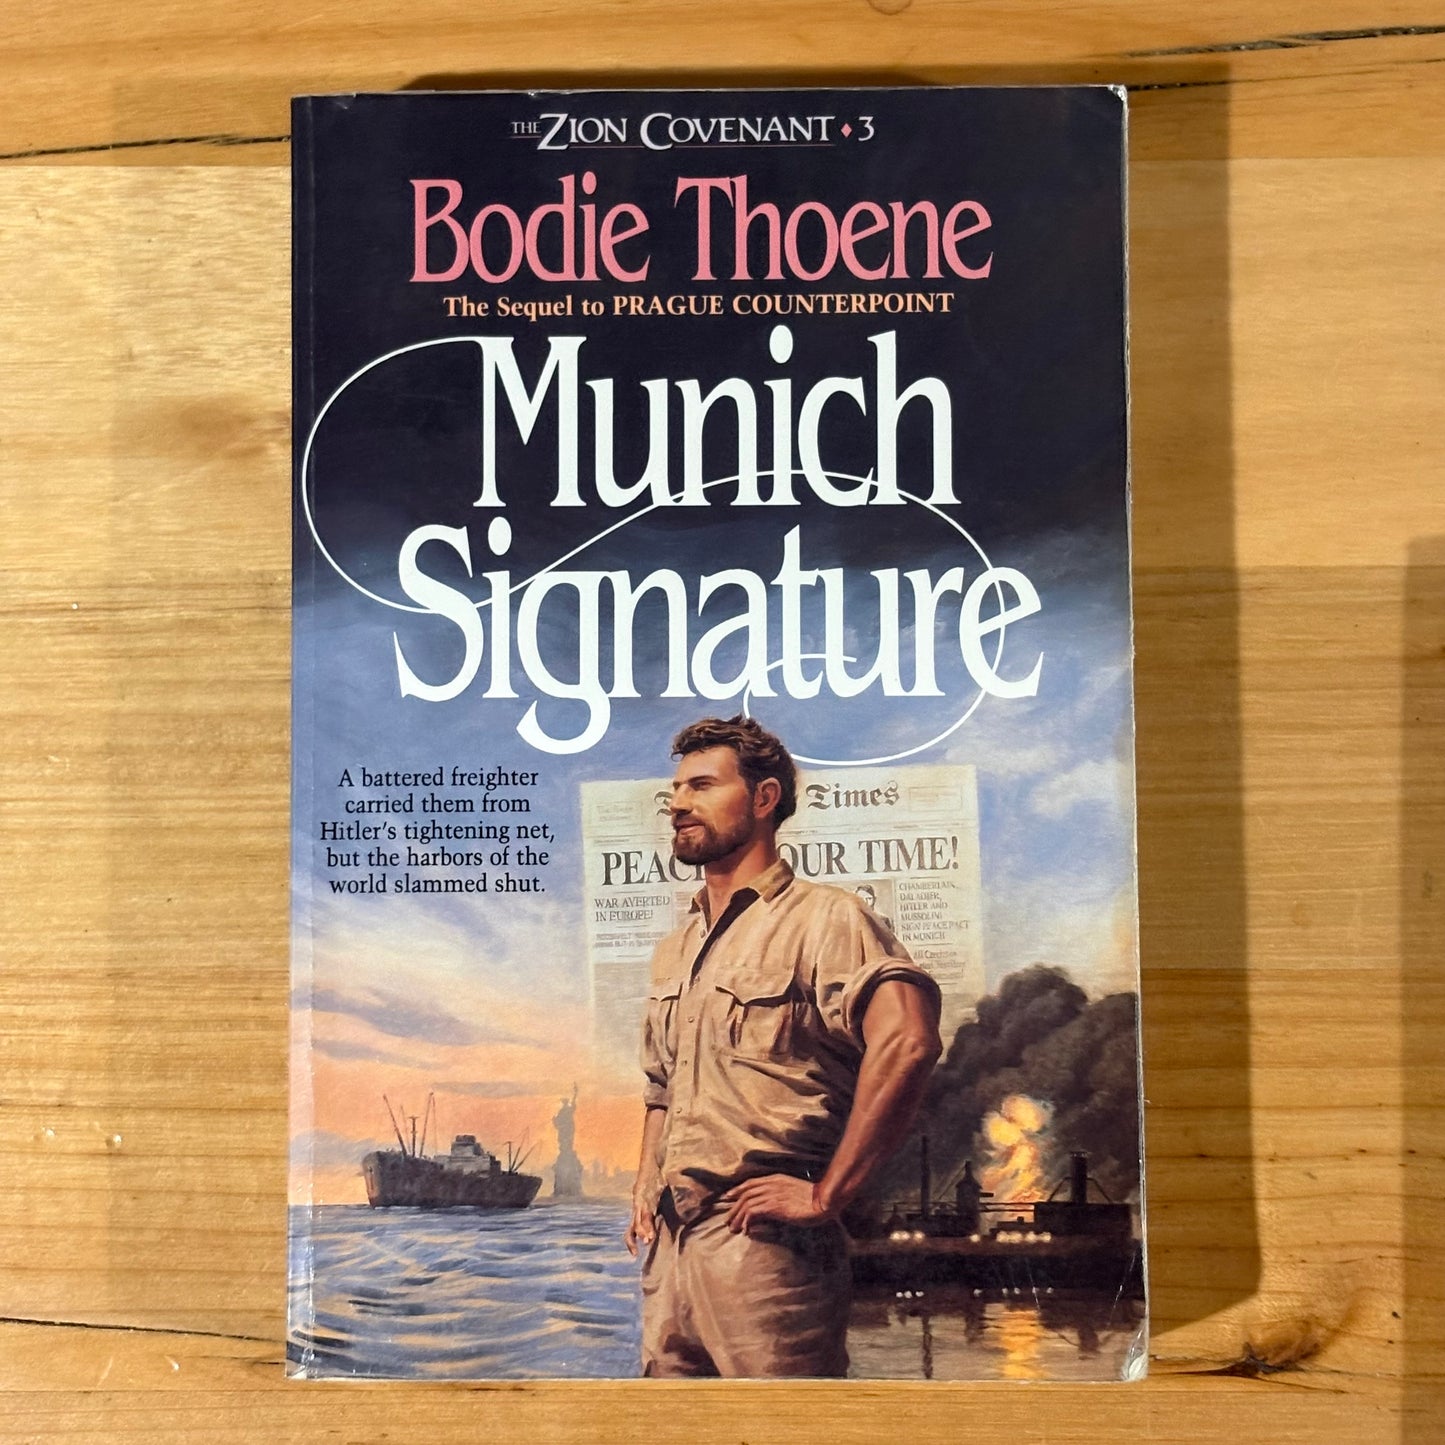 THE ZION COVENANT ♦ 3
Bodie Thoene
The Sequel to PRAGUE COUNTERPOINT
Munich
Signature
A battered freighter
carried them from
Hitler's tightening net,
but the harbors of the
world slammed shut.
Times
PEAC OUR TIME!
WAR AVERTED
IN EUROPE!
CHAMBERLAIN,
DALADIER,
HITLER AND
MUSSOLINI
SIGN PEACE PACT
IN MUNICH